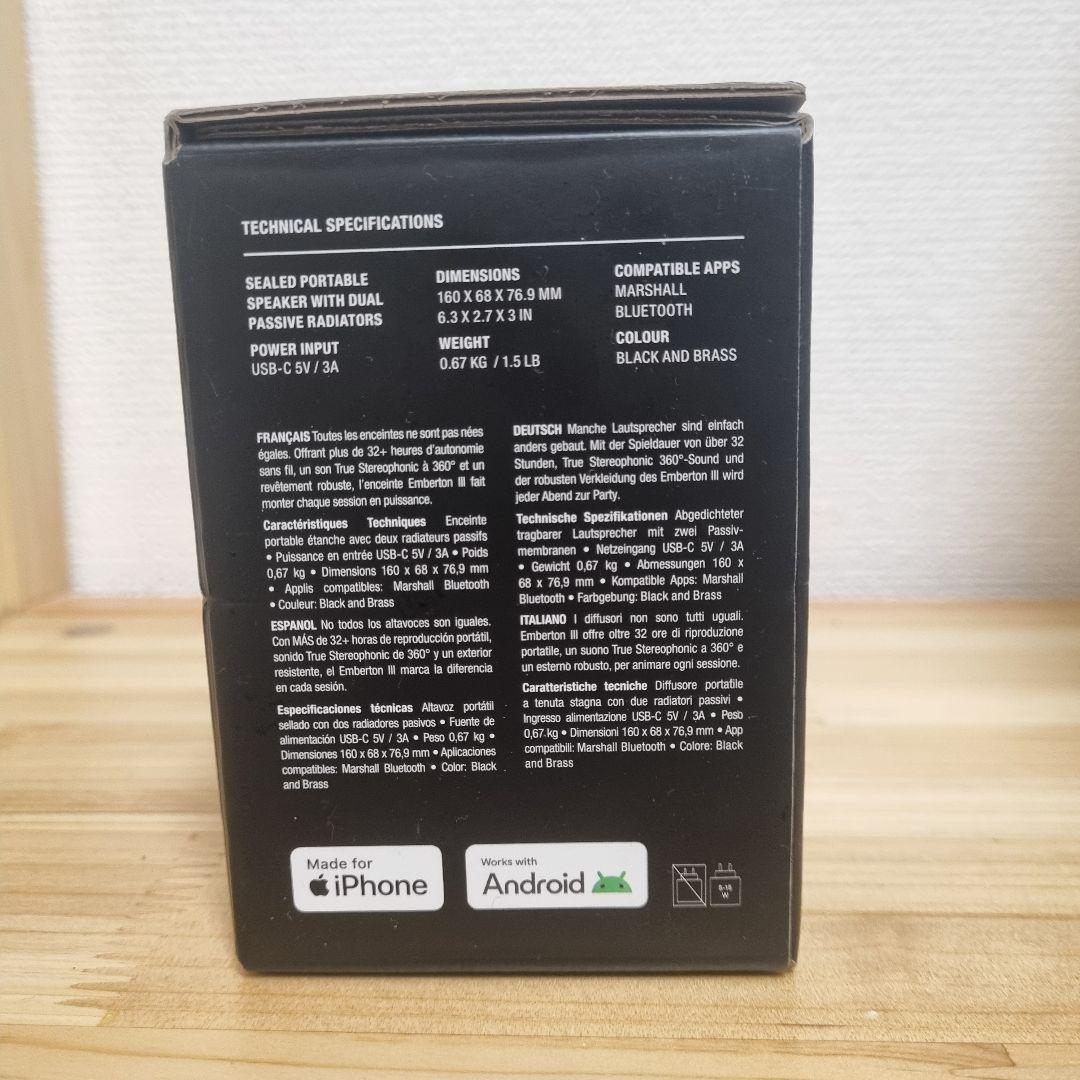 TECHNICAL SPECIFICATIONS
SEALED PORTABLE
SPEAKER WITH DUAL
PASSIVE RADIATORS
POWER INPUT
USB-C 5V / 3A
DIMENSIONS
160 X 68 X 76.9 MM
6.3 X 2.7 X 3 IN
WEIGHT
0.67 KG / 1.5 LB
COMPATIBLE APPS
MARSHALL
BLUETOOTH
COLOUR
BLACK AND BRASS
FRANÇAIS Toutes les enceintes ne sont pas nées
égales. Offrant plus de 32+ heures d'autonomie
sans fil, un son True Stereophonic à 360° et un
revêtement robuste, l'enceinte Emberton III fait
monter chaque session en puissance.
Caractéristiques Techniques Enceinte
portable étanche avec deux radiateurs passifs
• Puissance en entrée USB-C 5V / 3A • Poids
0,67 kg • Dimensions 160 x 68 x 76,9 mm
• Applis compatibles: Marshall Bluetooth
• Couleur: Black and Brass
ESPANOL No todos los altavoces son iguales.
Con MÁS de 32+ horas de reproducción portátil,
sonido True Stereophonic de 360° y un exterior
resistente, el Emberton III marca la diferencia
en cada sesión.
Especificaciones técnicas Altavoz portátil
sellado con dos radiadores pasivos • Fuente de
alimentación USB-C 5V / 3A • Peso 0,67 kg •
Dimensiones 160 x 68 x 76,9 mm • Aplicaciones
compatibles: Marshall Bluetooth • Color: Black
and Brass
DEUTSCH Manche Lautsprecher sind einfach
anders gebaut. Mit der Spieldauer von über 32
Stunden, True Stereophonic 360°-Sound und
der robusten Verkleidung des Emberton III wird
jeder Abend zur Party.
Technische Spezifikationen Abgedichteter
tragbarer Lautsprecher mit zwei Passiv-
membranen • Netzeingang USB-C 5V / 3A
• Gewicht 0,67 kg • Abmessungen 160 x
68 x 76,9 mm • Kompatible Apps: Marshall
Bluetooth • Farbgebung: Black and Brass
ITALIANO I diffusori non sono tutti uguali.
Emberton III offre oltre 32 ore di riproduzione
portatile, un suono True Stereophonic a 360° e
un esterno robusto, per animare ogni sessione.
Caratteristiche tecniche Diffusore portatile
a tenuta stagna con due radiatori passivi •
Ingresso alimentazione USB-C 5V / 3A • Peso
0,67 kg • Dimensioni 160 x 68 x 76,9 mm • App
compatibili: Marshall Bluetooth • Colore: Black
and Brass
Made for
iPhone
Works with
Android
8-15
W